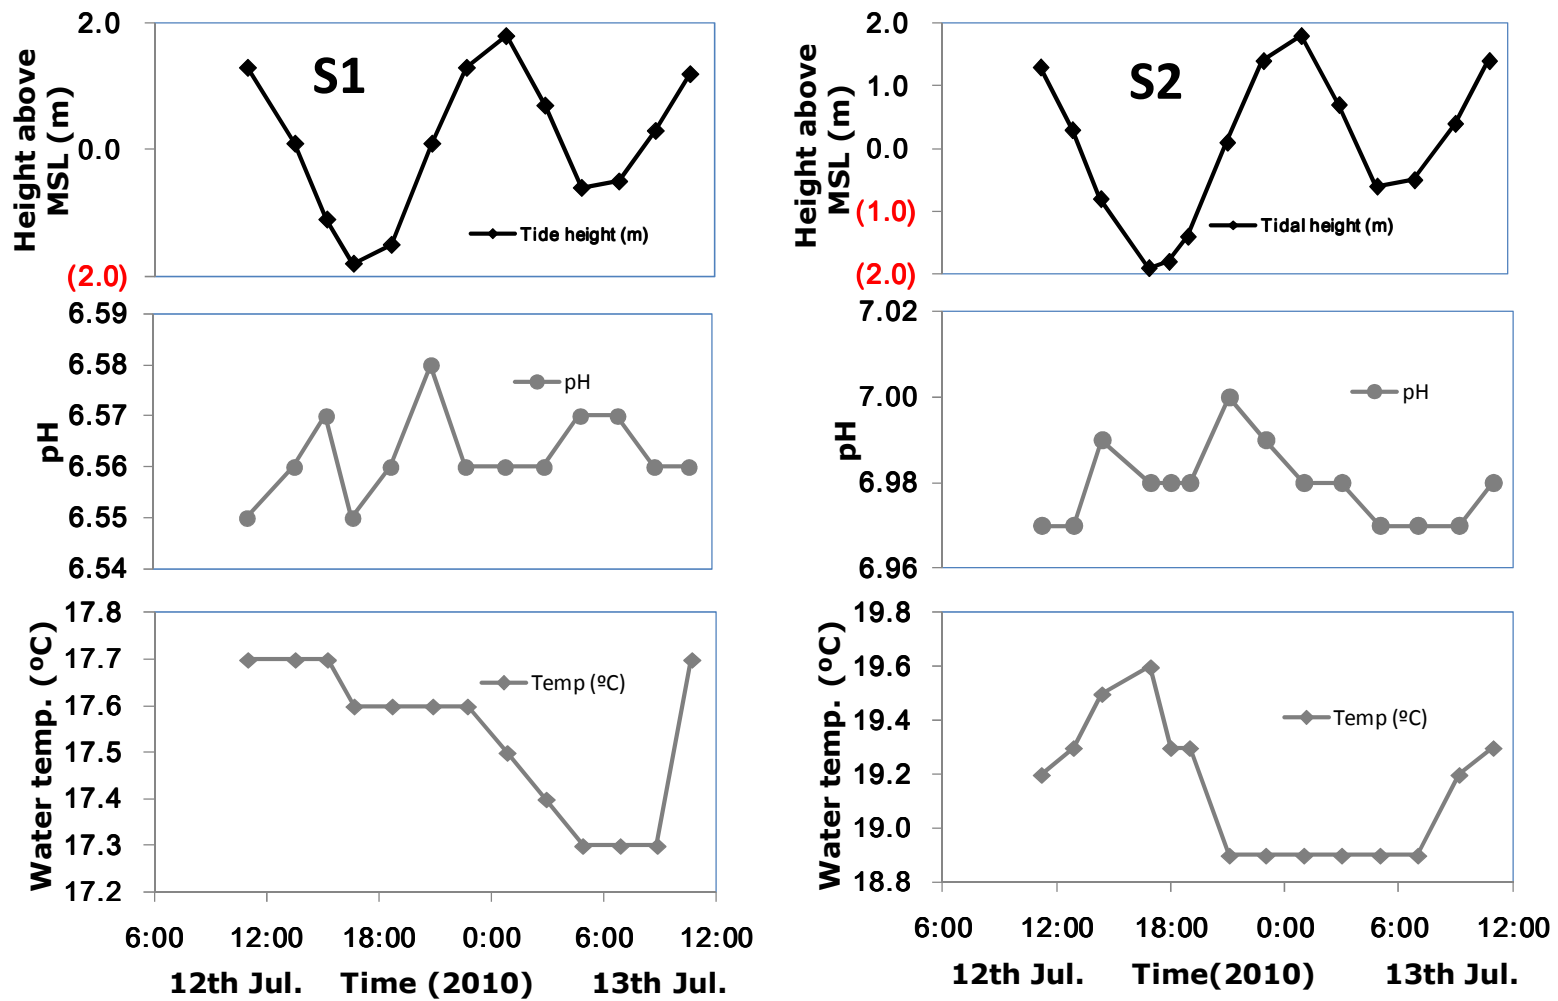 2.0
0.0
(2.0)
Height above
MSL (m)
S1
Tide height (m)
6.59
6.58
6.57
6.56
6.55
6.54
pH
pH
17.8
17.7
17.6
17.5
17.4
17.3
17.2
Water temp. (ºC)
Temp (ºC)
6:00 12:00 18:00 0:00 6:00 12:00
12th Jul. Time (2010) 13th Jul.
2.0
1.0
0.0
(1.0)
(2.0)
Height above
MSL (m)
S2
Tidal height (m)
7.02
7.00
6.98
6.96
pH
pH
19.8
19.6
19.4
19.2
19.0
18.8
Water temp. (ºC)
Temp (ºC)
6:00 12:00 18:00 0:00 6:00 12:00
12th Jul. Time(2010) 13th Jul.